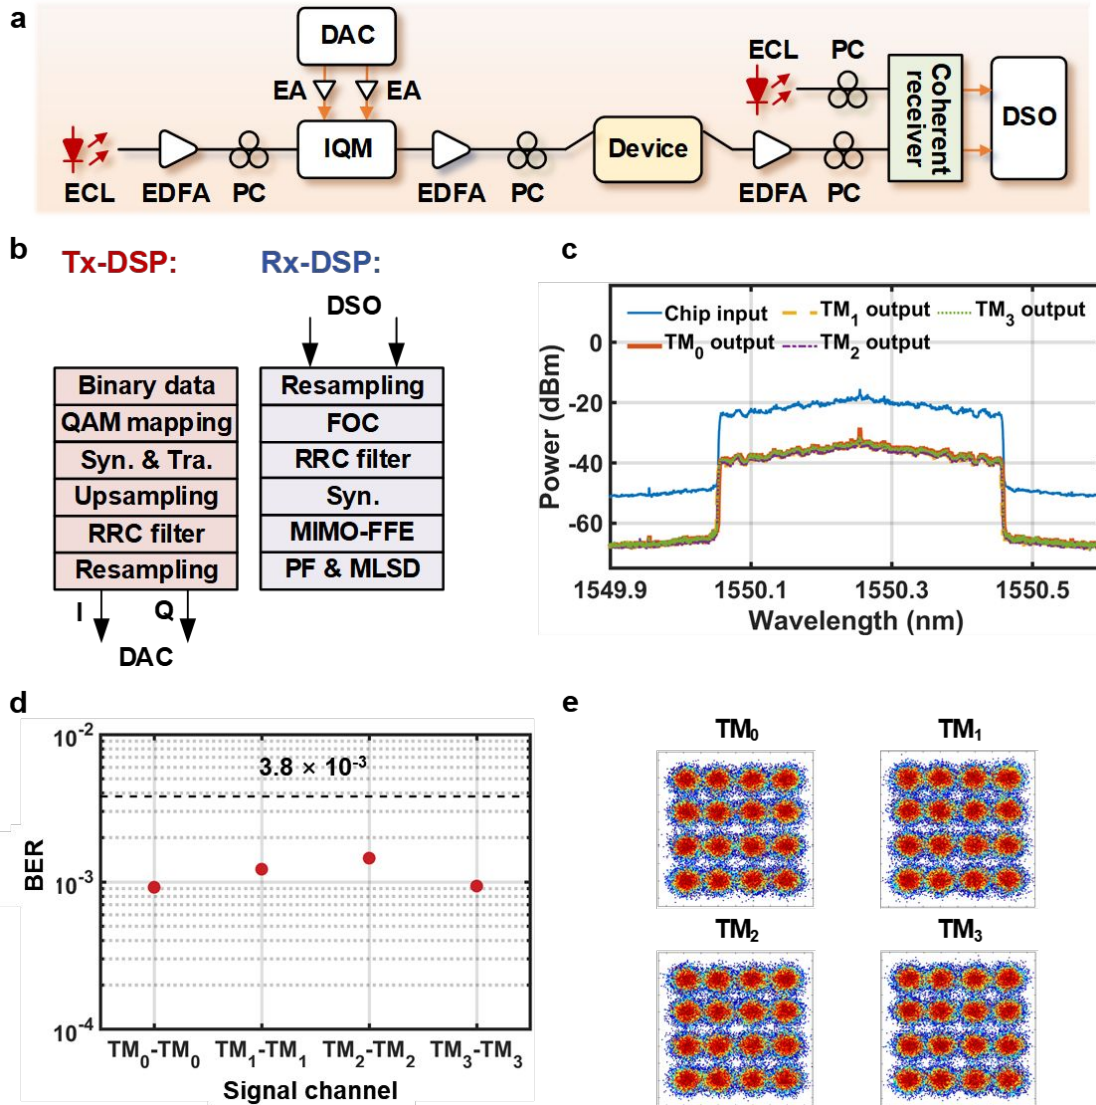 a
DAC
EA EA
ECL PC
Coherent receiver
DSO
IQM
Device
ECL EDFA PC EDFA PC EDFA PC
b
Tx-DSP: Rx-DSP:
DSO
Binary data
QAM mapping
Syn. & Tra.
Upsampling
RRC filter
Resampling
I Q
DAC
Resampling
FOC
RRC filter
Syn.
MIMO-FFE
PF & MLSD
c
Chip input TM1 output TM3 output
TM0 output TM2 output
Power (dBm)
0
-20
-40
-60
1549.9 1550.1 1550.3 1550.5
Wavelength (nm)
d
BER
10-2
3.8 × 10-3
10-3
10-4
TM0-TM0 TM1-TM1 TM2-TM2 TM3-TM3
Signal channel
e
TM0 TM1
TM2 TM3